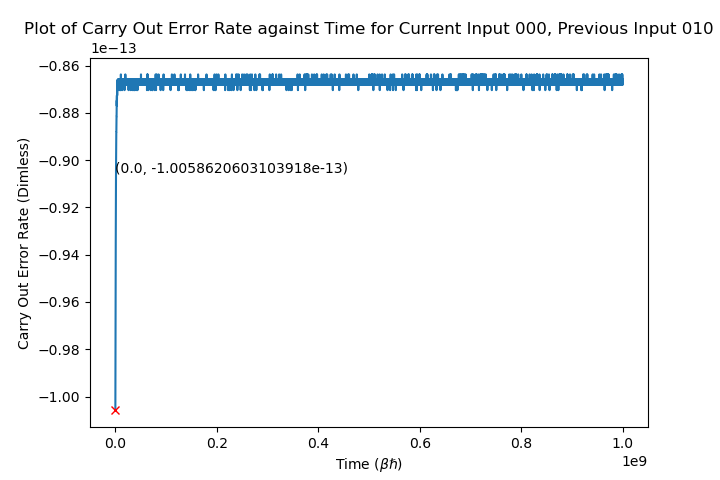 Plot of Carry Out Error Rate against Time for Current Input 000, Previous Input 010
1e−13
−0.86
−0.88
−0.90
(0.0, -1.0058620603103918e-13)
−0.92
−0.94
−0.96
−0.98
−1.00
Carry Out Error Rate (Dimless)
0.0 0.2 0.4 0.6 0.8 1.0
1e9
Time (βℏ)